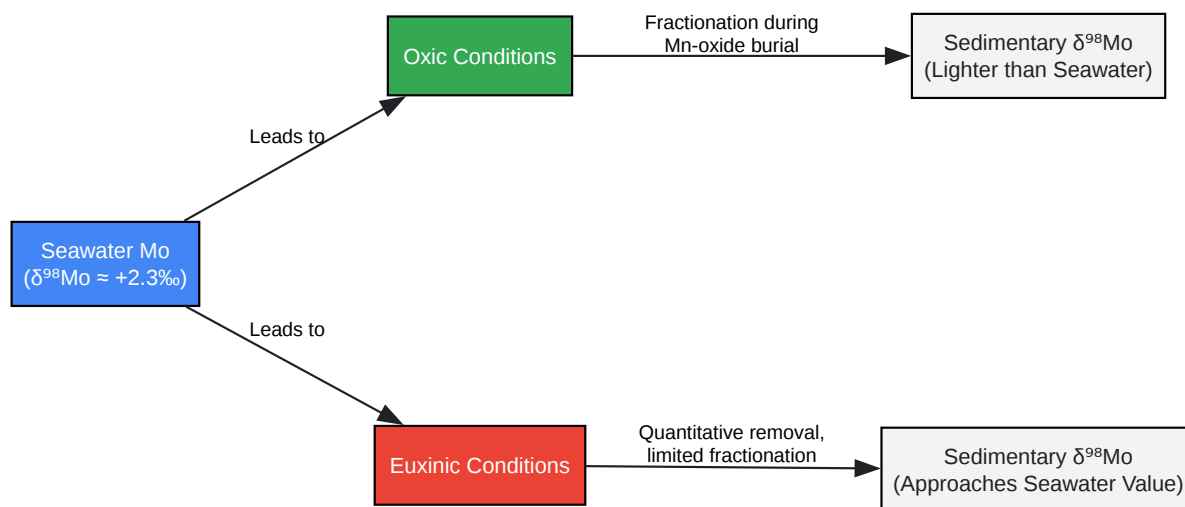 Fractionation during
Mn-oxide burial
Oxic Conditions
Sedimentary δ⁹⁸Mo
(Lighter than Seawater)
Leads to
Seawater Mo
(δ⁹⁸Mo ≈ +2.3‰)
Leads to
Quantitative removal,
limited fractionation
Euxinic Conditions
Sedimentary δ⁹⁸Mo
(Approaches Seawater Value)